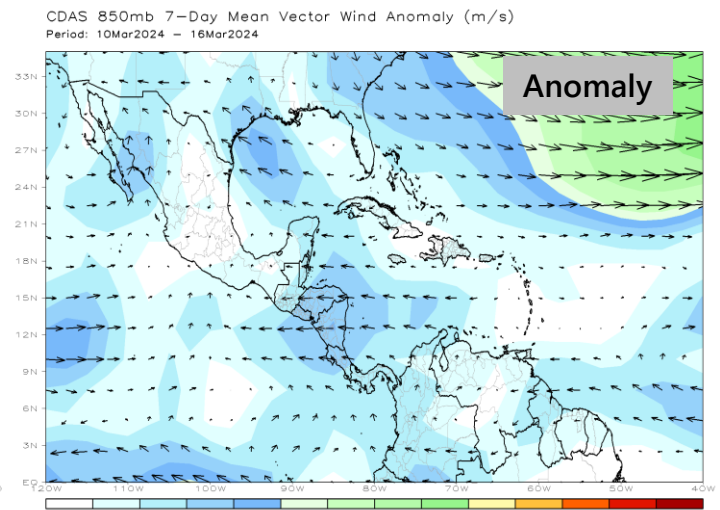 CDAS 850mb 7-Day Mean Vector Wind Anomaly (m/s)
Period: 10Mar2024 - 16Mar2024
Anomaly
33N
30N
27N
24N
21N
18N
15N
12N
9N
6N
3N
EQ
120W 110W 100W 90W 80W 70W 60W 50W 40W